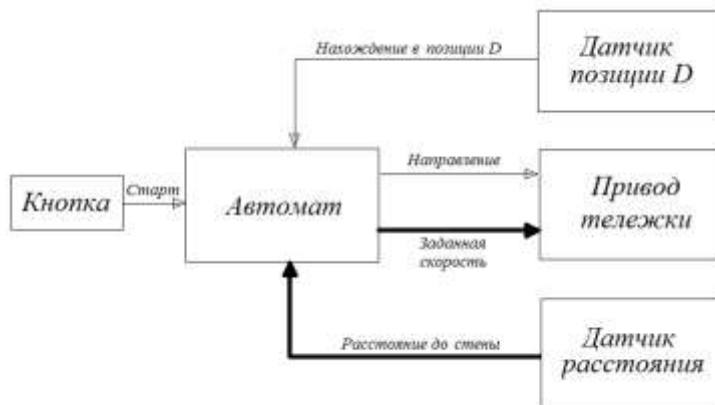 Нахождение в позиции D
Датчик
позиции D
Кнопка
Старт
Автомат
Направление
Заданная
скорость
Привод
тележки
Расстояние до стены
Датчик
расстояния